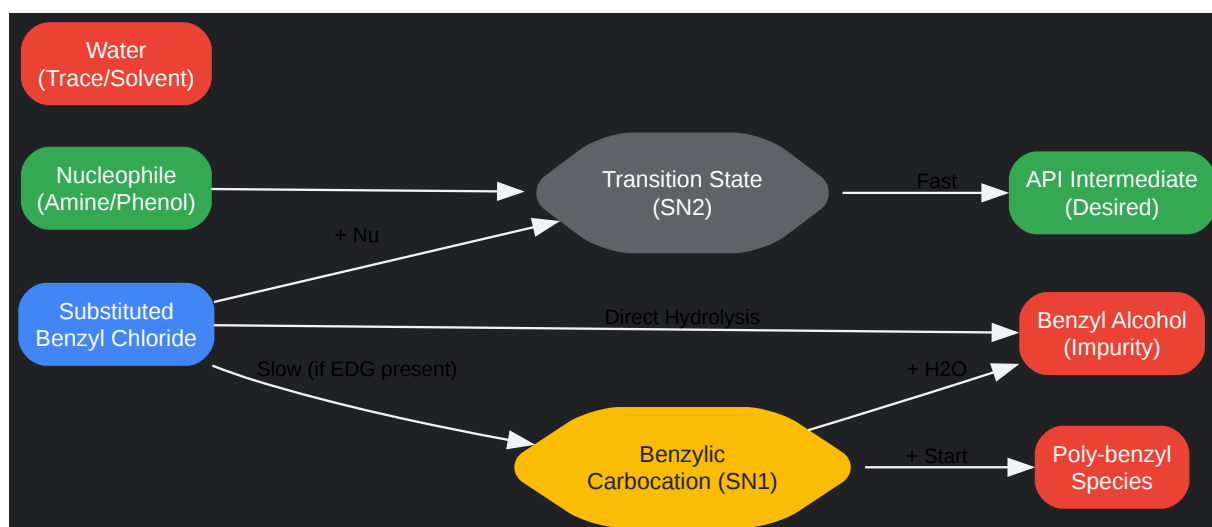 Water
(Trace/Solvent)
Nucleophile
(Amine/Phenol)
Transition State
(SN2)
Fast
API Intermediate
(Desired)
+ Nu
Substituted
Benzyl Chloride
Direct Hydrolysis
Benzyl Alcohol
(Impurity)
Slow (if EDG present)
+ H2O
Benzylic
Carbocation (SN1)
+ Start
Poly-benzyl
Species